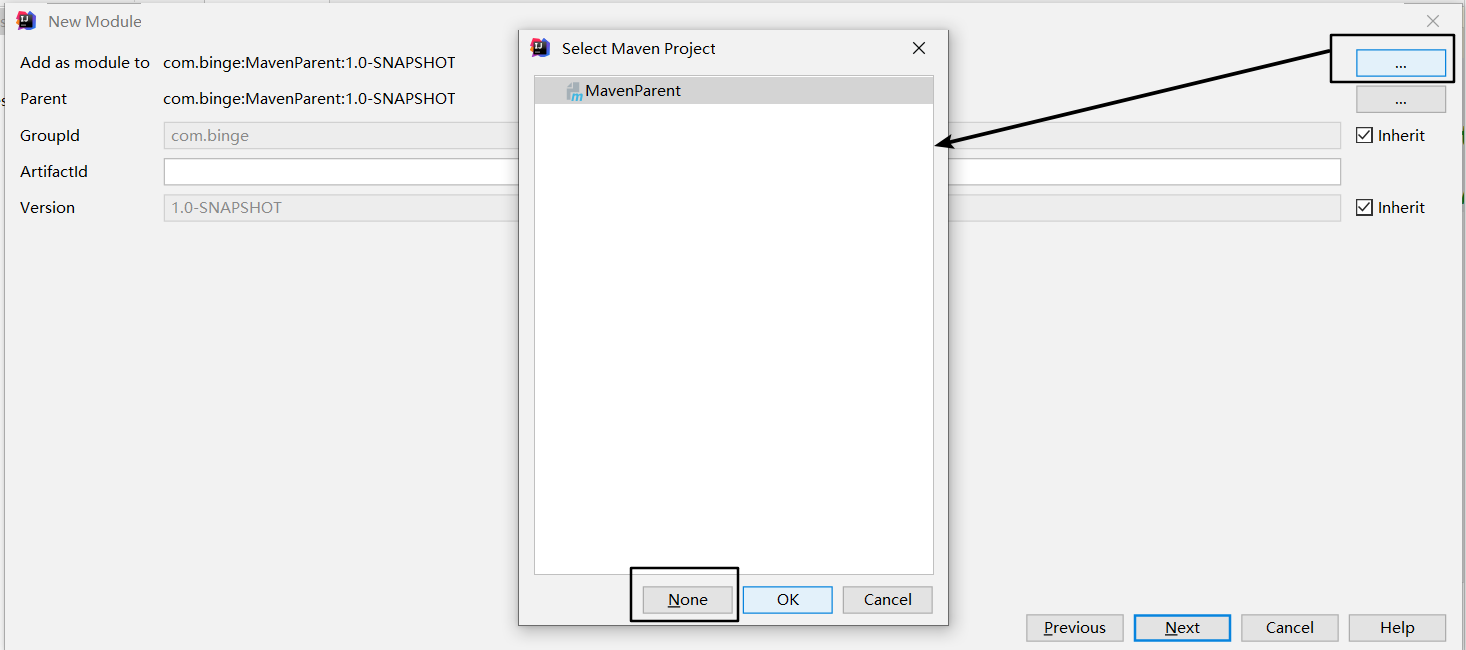 New Module
Add as module to com.binge:MavenParent:1.0-SNAPSHOT ...
Parent com.binge:MavenParent:1.0-SNAPSHOT ...
GroupId com.binge Inherit
ArtifactId
Version 1.0-SNAPSHOT Inherit
Select Maven Project
MavenParent
None OK Cancel
Previous Next Cancel Help